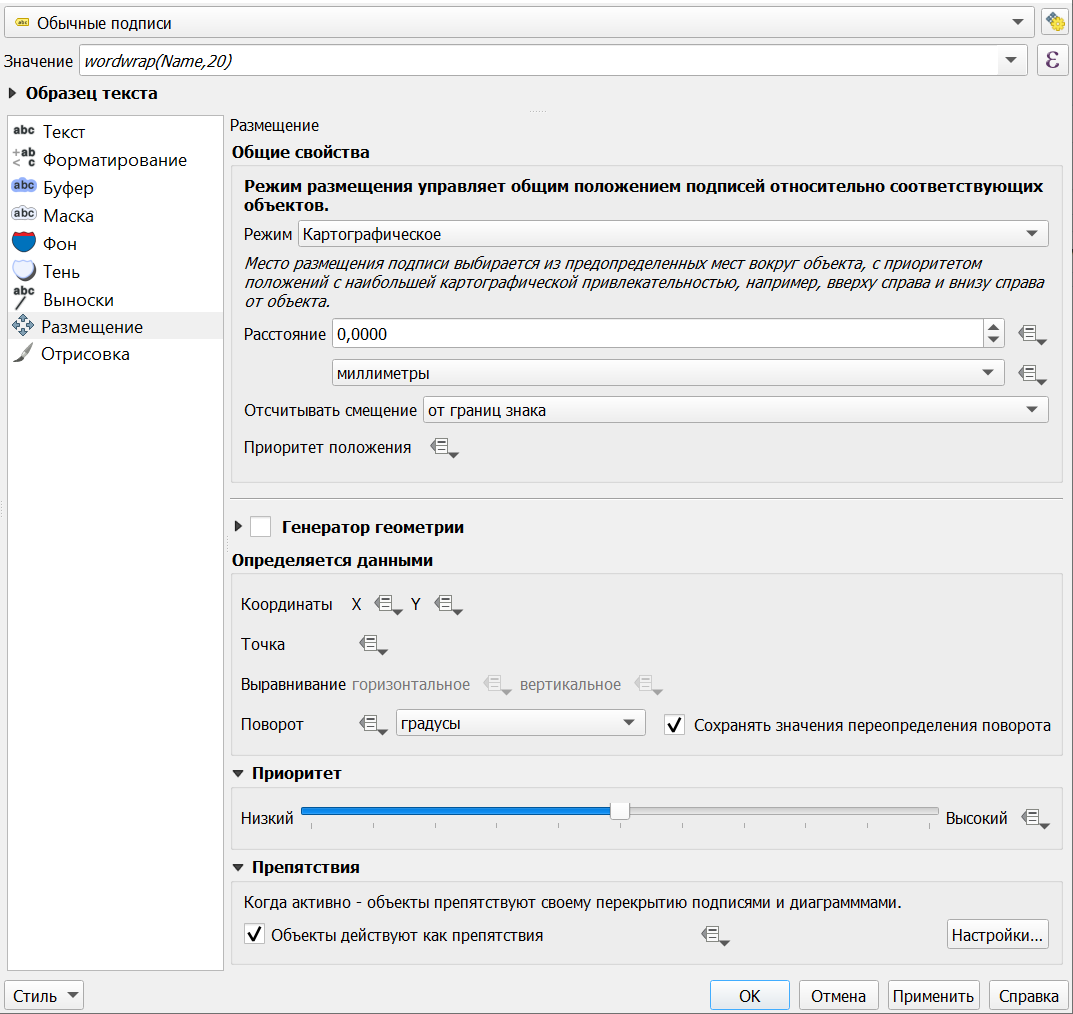 Обычные подписи
Значение wordwrap(Name,20) ε
Образец текста
abc Текст
+ab < c Форматирование
abc Буфер
abc Маска
Фон
Тень
abc Выноски
Размещение
Отрисовка
Размещение
Общие свойства
Режим размещения управляет общим положением подписей относительно соответствующих
объектов.
Режим Картографическое
Место размещения подписи выбирается из предопределенных мест вокруг объекта, с приоритетом
положений с наибольшей картографической привлекательностью, например, вверху справа и внизу справа
от объекта.
Расстояние 0,0000
миллиметры
Отсчитывать смещение от границ знака
Приоритет положения
Генератор геометрии
Определяется данными
Координаты X Y
Точка
Выравнивание горизонтальное вертикальное
Поворот градусы Сохранять значения переопределения поворота
Приоритет
Низкий Высокий
Препятствия
Когда активно - объекты препятствуют своему перекрытию подписями и диаграмммами.
Объекты действуют как препятствия Настройки...
Стиль OK Отмена Применить Справка